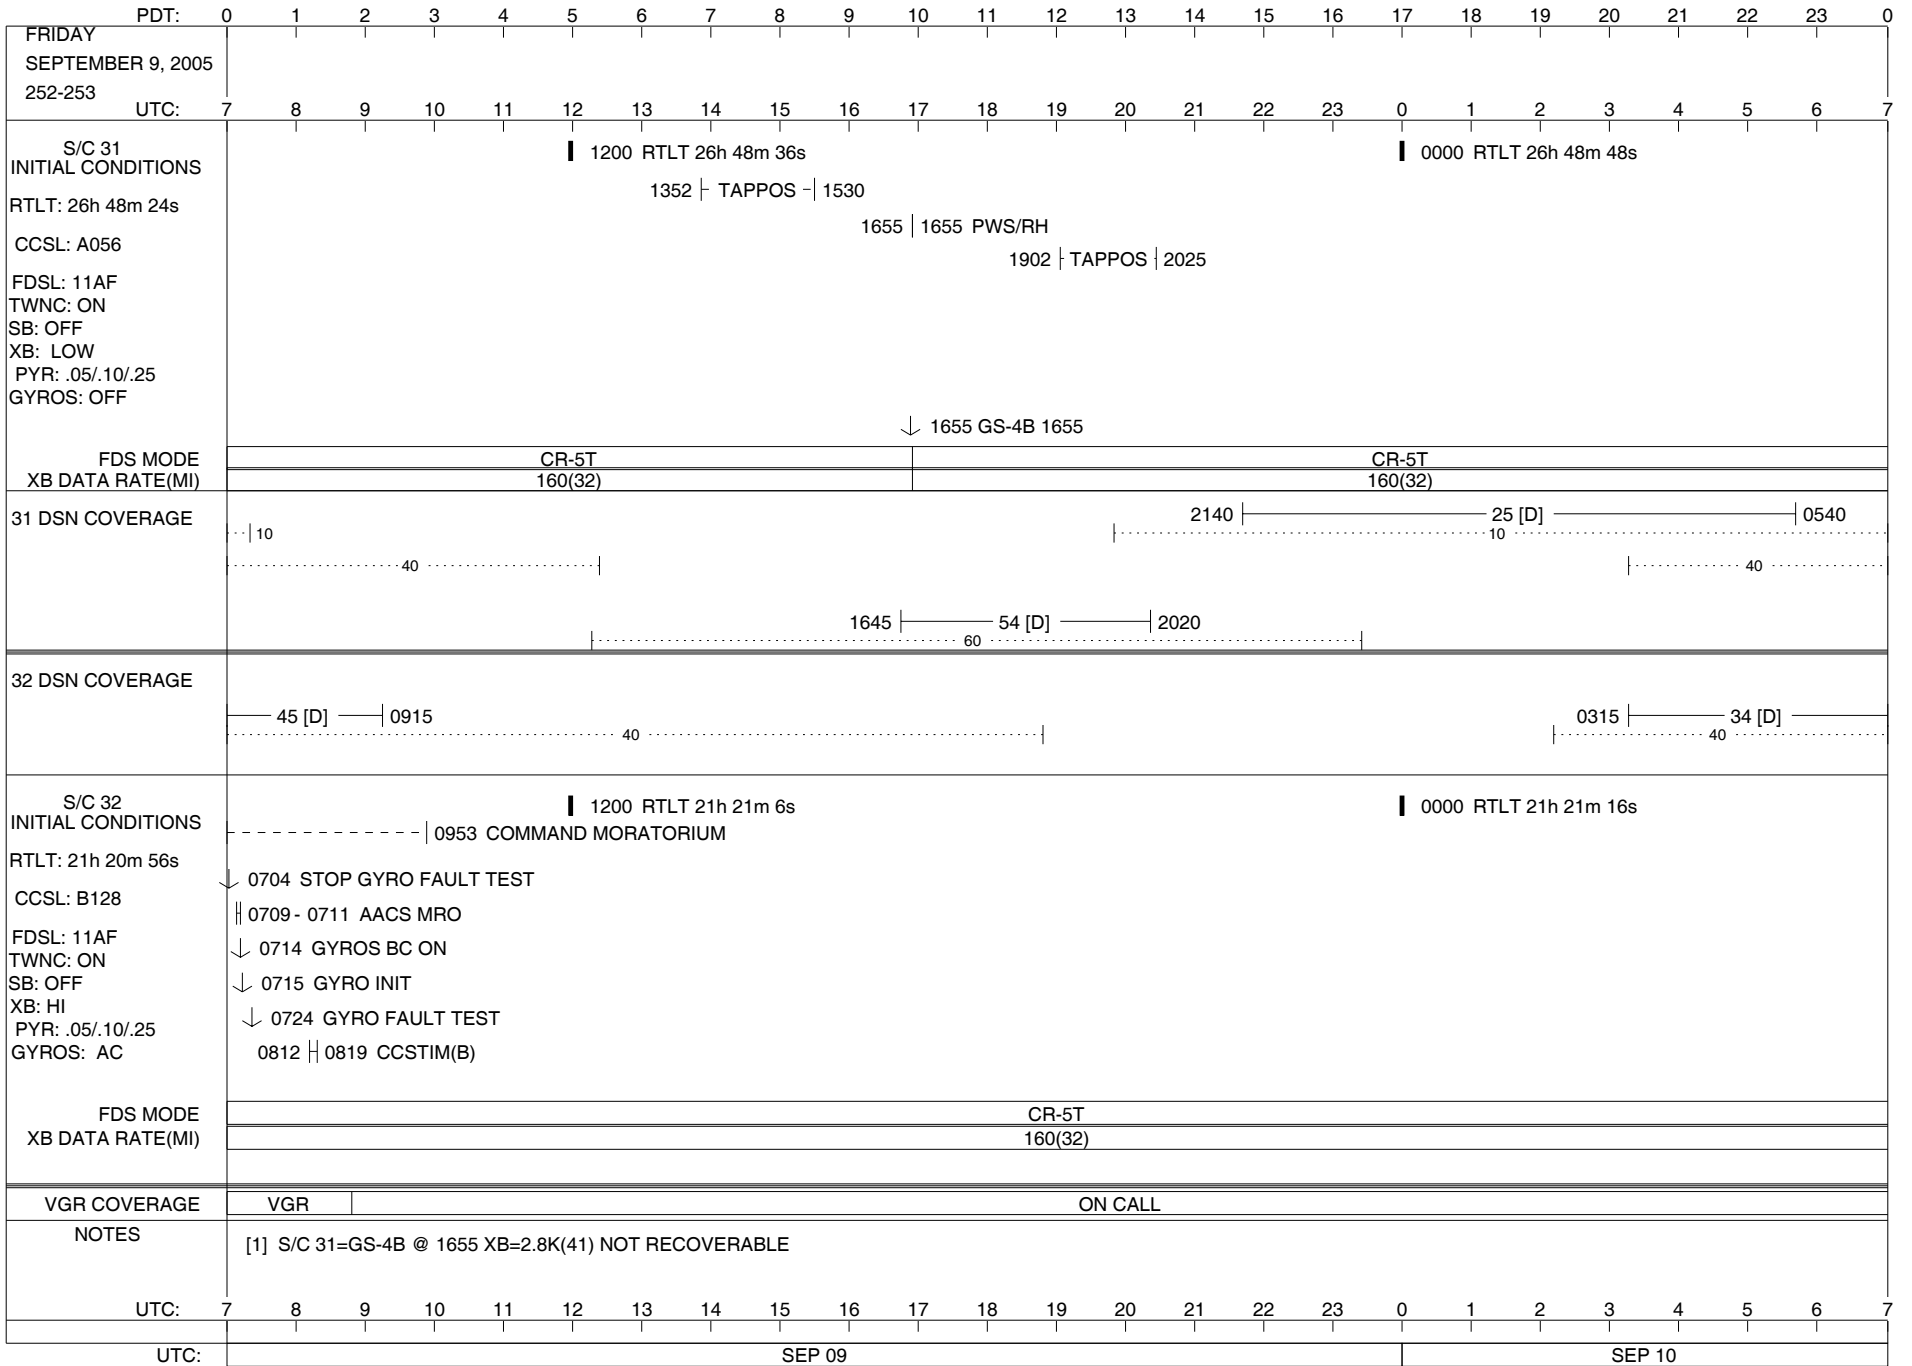 PDT: 0 1 2 3 4 5 6 7 8 9 10 11 12 13 14 15 16 17 18 19 20 21 22 23 0
FRIDAY
SEPTEMBER 9, 2005
252-253
UTC: 7 8 9 10 11 12 13 14 15 16 17 18 19 20 21 22 23 0 1 2 3 4 5 6 7
S/C 31
INITIAL CONDITIONS
RTLT: 26h 48m 24s
CCSL: A056
FDSL: 11AF
TWNC: ON
SB: OFF
XB: LOW
PYR: .05/.10/.25
GYROS: OFF
1200 RTLT 26h 48m 36s
0000 RTLT 26h 48m 48s
1352 TAPPOS 1530
1655 1655 PWS/RH
1902 TAPPOS 2025
1655 GS-4B 1655
FDS MODE CR-5T CR-5T
XB DATA RATE(MI) 160(32) 160(32)
31 DSN COVERAGE
2140 25 [D] 0540
10 10
40 40
1645 54 [D] 2020
60
32 DSN COVERAGE
45 [D] 0915 0315 34 [D]
40 40
S/C 32
INITIAL CONDITIONS
RTLT: 21h 20m 56s
CCSL: B128
FDSL: 11AF
TWNC: ON
SB: OFF
XB: HI
PYR: .05/.10/.25
GYROS: AC
1200 RTLT 21h 21m 6s
0000 RTLT 21h 21m 16s
0953 COMMAND MORATORIUM
0704 STOP GYRO FAULT TEST
0709 - 0711 AACS MRO
0714 GYROS BC ON
0715 GYRO INIT
0724 GYRO FAULT TEST
0812 0819 CCSTIM(B)
FDS MODE CR-5T
XB DATA RATE(MI) 160(32)
VGR COVERAGE VGR ON CALL
NOTES
[1] S/C 31=GS-4B @ 1655 XB=2.8K(41) NOT RECOVERABLE
UTC: 7 8 9 10 11 12 13 14 15 16 17 18 19 20 21 22 23 0 1 2 3 4 5 6 7
UTC: SEP 09 SEP 10